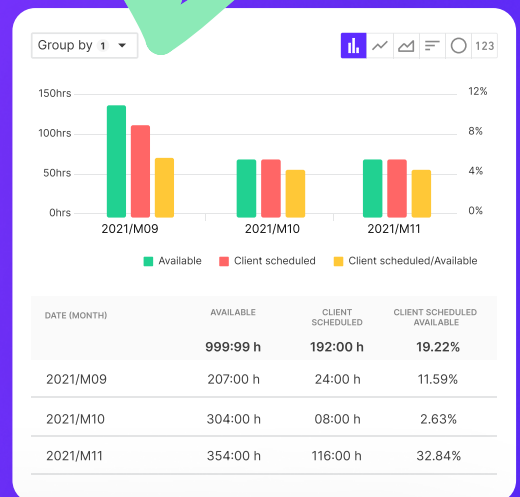 Group by 1
123
150hrs 12%
100hrs 8%
50hrs 4%
0hrs 0%
2021/M09 2021/M10 2021/M11
Available Client scheduled Client scheduled/Available
DATE (MONTH) AVAILABLE CLIENT SCHEDULED CLIENT SCHEDULED AVAILABLE
999:99 h 192:00 h 19.22%
2021/M09 207:00 h 24:00 h 11.59%
2021/M10 304:00 h 08:00 h 2.63%
2021/M11 354:00 h 116:00 h 32.84%